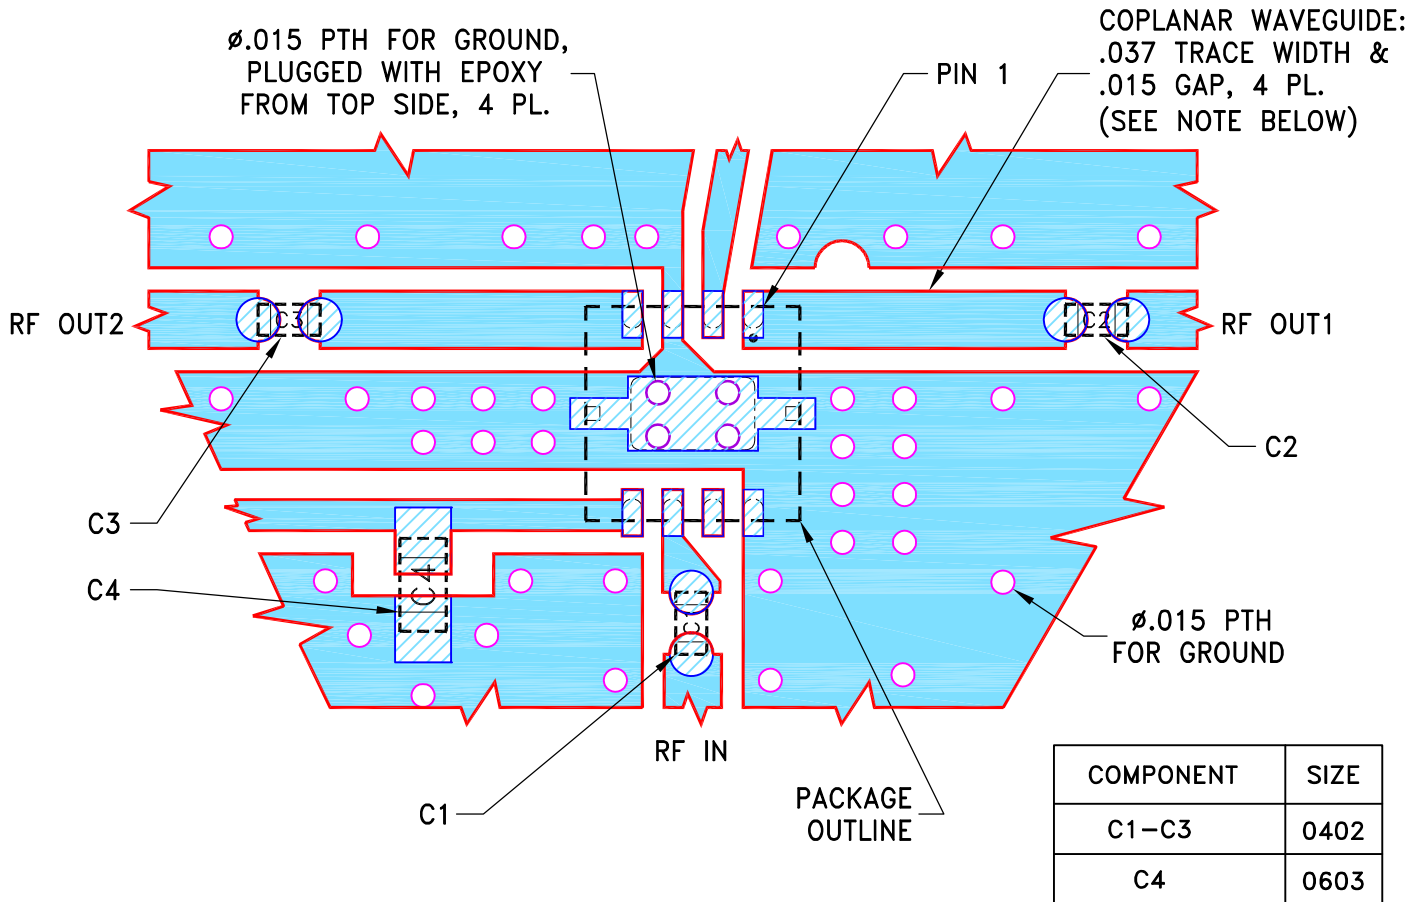 ø.015 PTH FOR GROUND,
PLUGGED WITH EPOXY
FROM TOP SIDE, 4 PL.
PIN 1
COPLANAR WAVEGUIDE:
.037 TRACE WIDTH &
.015 GAP, 4 PL.
(SEE NOTE BELOW)
RF OUT2
C3
C2
RF OUT1
C2
C3
C4
C4
C1
ø.015 PTH
FOR GROUND
RF IN
C1
PACKAGE
OUTLINE
COMPONENT SIZE
C1-C3 0402
C4 0603